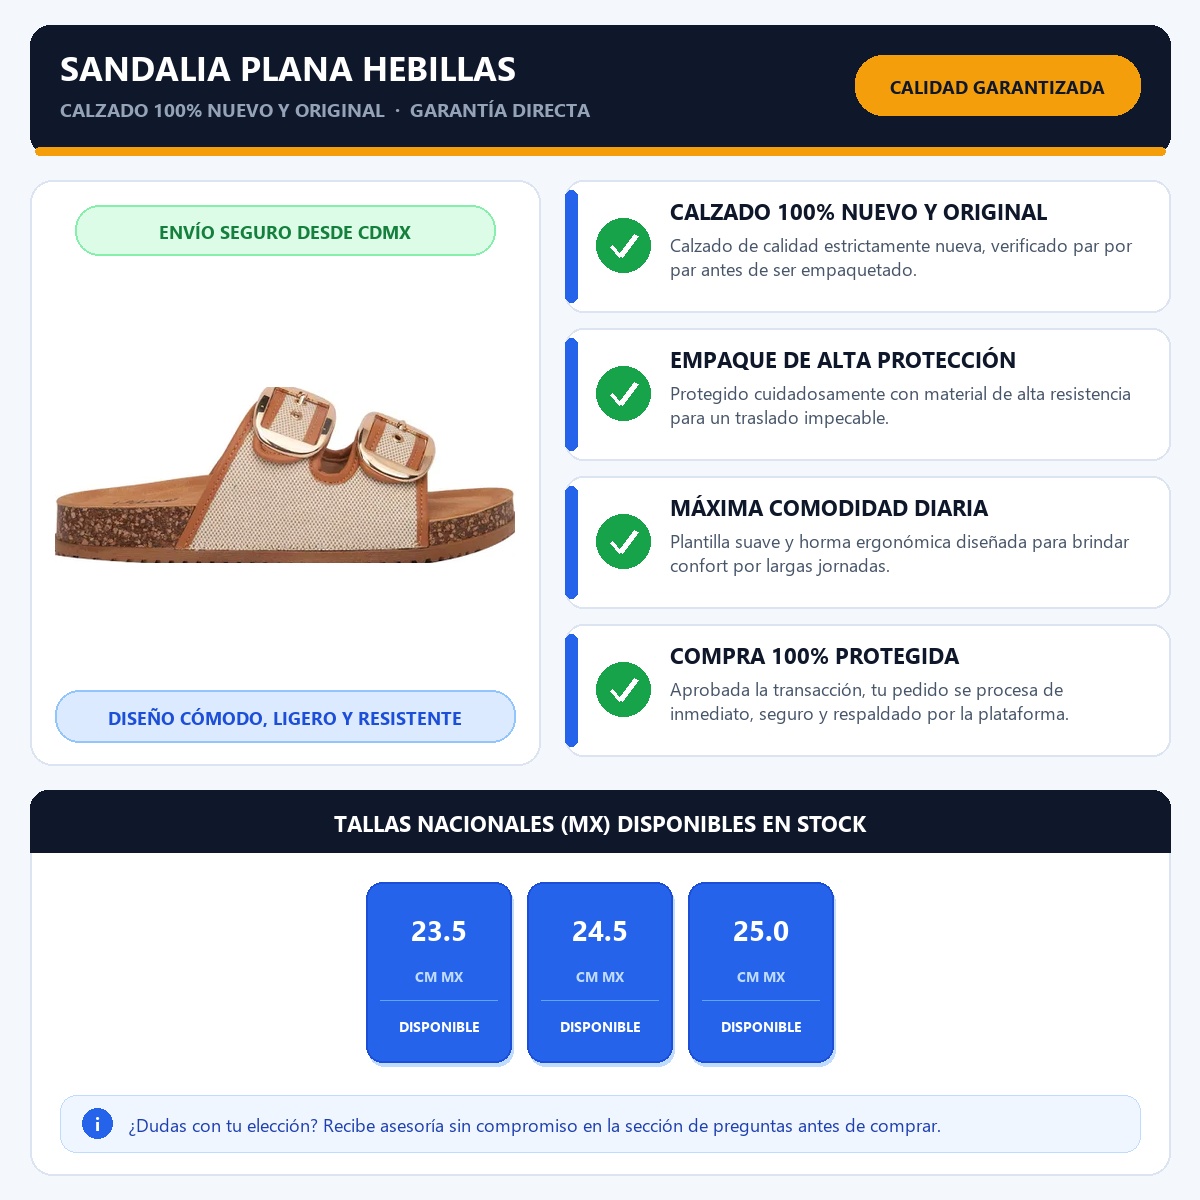 SANDALIA PLANA HEBILLAS
CALZADO 100% NUEVO Y ORIGINAL · GARANTÍA DIRECTA
CALIDAD GARANTIZADA
ENVÍO SEGURO DESDE CDMX
DISEÑO CÓMODO, LIGERO Y RESISTENTE
CALZADO 100% NUEVO Y ORIGINAL
Calzado de calidad estrictamente nueva, verificado par por
par antes de ser empaquetado.
EMPAQUE DE ALTA PROTECCIÓN
Protegido cuidadosamente con material de alta resistencia
para un traslado impecable.
MÁXIMA COMODIDAD DIARIA
Plantilla suave y horma ergonómica diseñada para brindar
confort por largas jornadas.
COMPRA 100% PROTEGIDA
Aprobada la transacción, tu pedido se procesa de
inmediato, seguro y respaldado por la plataforma.
TALLAS NACIONALES (MX) DISPONIBLES EN STOCK
23.5
CM MX
DISPONIBLE
24.5
CM MX
DISPONIBLE
25.0
CM MX
DISPONIBLE
¿Dudas con tu elección? Recibe asesoría sin compromiso en la sección de preguntas antes de comprar.